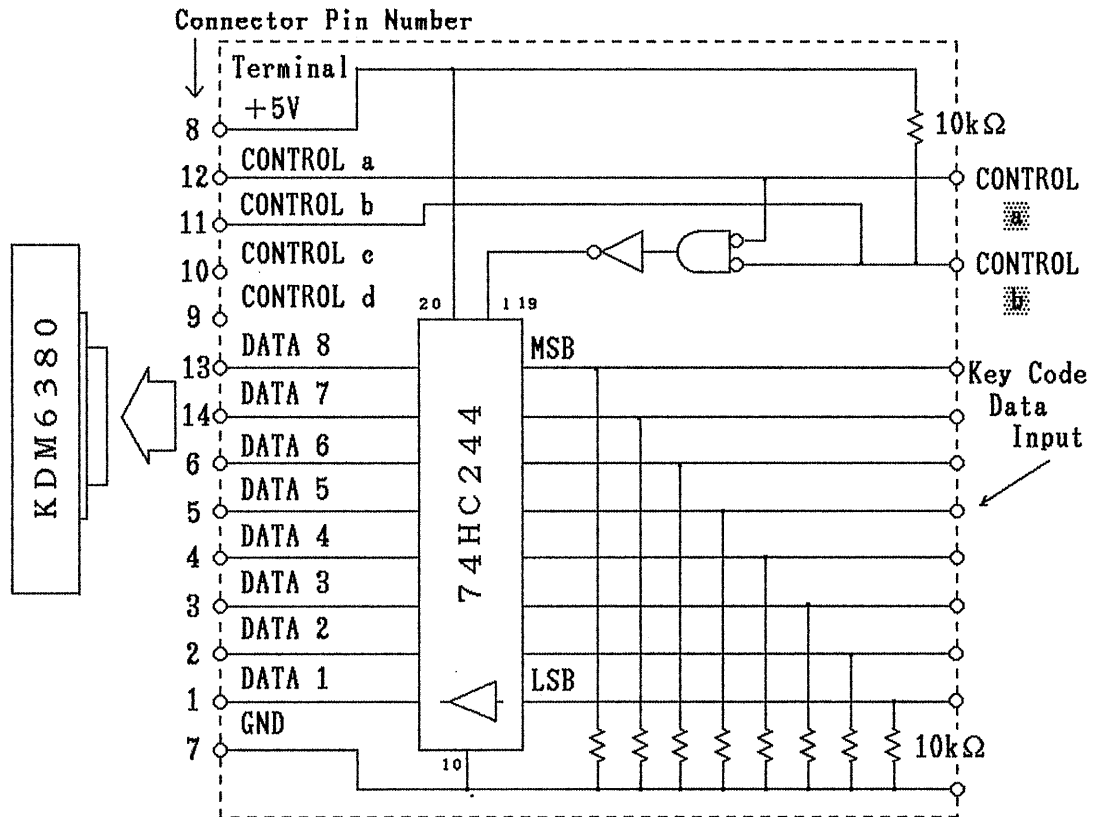 Connector Pin Number
Terminal
+5V
8
10kΩ
12 CONTROL a
CONTROL
a
11 CONTROL b
10 CONTROL c
CONTROL
b
9 CONTROL d
20
1 19
KDM6380
74HC244
13 DATA 8
MSB
Key Code
Data
Input
14 DATA 7
6 DATA 6
5 DATA 5
4 DATA 4
3 DATA 3
2 DATA 2
1 DATA 1
LSB
7 GND
10
10kΩ